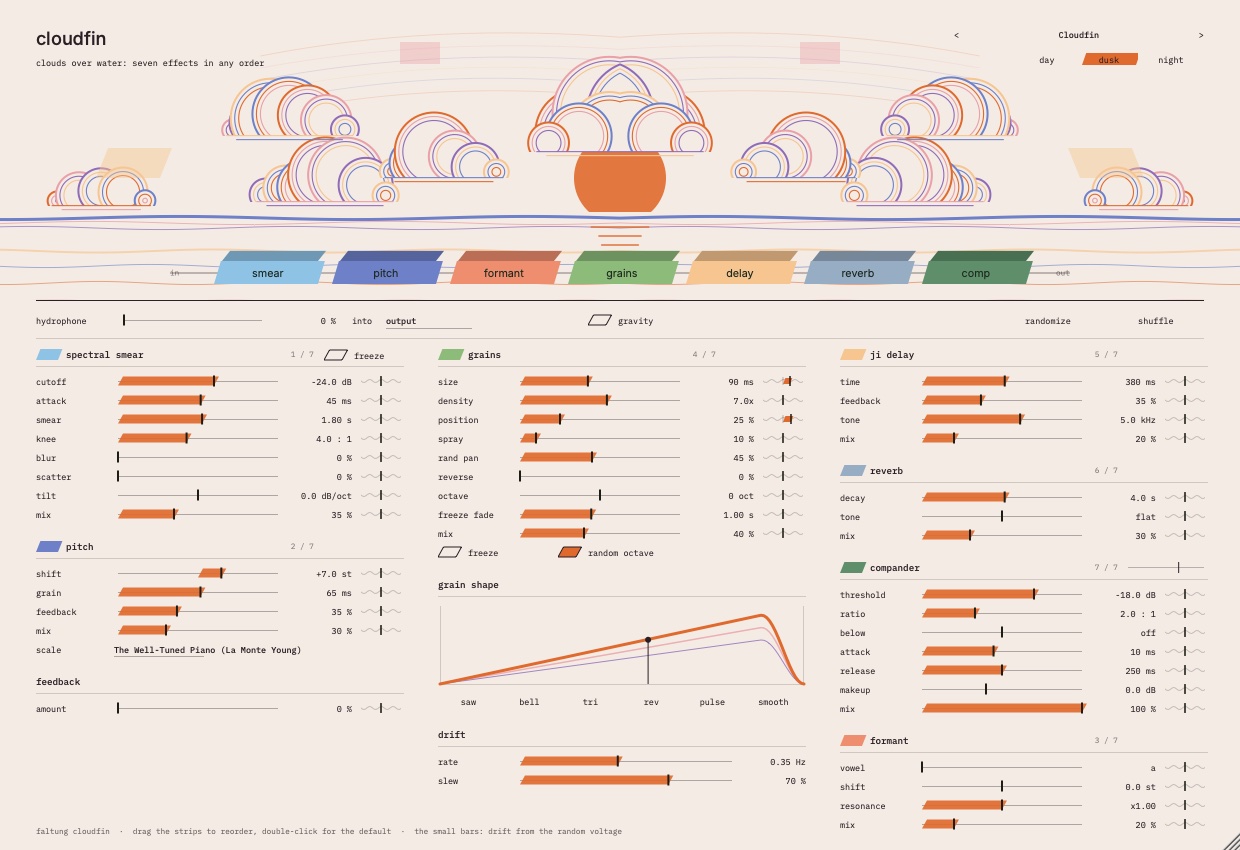 cloudfin
clouds over water: seven effects in any order
< Cloudfin >
day dusk night
in smear pitch formant grains delay reverb comp out
hydrophone 0 % into output gravity randomize shuffle
spectral smear 1 / 7 freeze
cutoff -24.0 dB
attack 45 ms
smear 1.80 s
knee 4.0 : 1
blur 0 %
scatter 0 %
tilt 0.0 dB/oct
mix 35 %
pitch 2 / 7
shift +7.0 st
grain 65 ms
feedback 35 %
mix 30 %
scale The Well-Tuned Piano (La Monte Young)
feedback
amount 0 %
grains 4 / 7
size 90 ms
density 7.0x
position 25 %
spray 10 %
rand pan 45 %
reverse 0 %
octave 0 oct
freeze fade 1.00 s
mix 40 %
freeze random octave
grain shape
saw bell tri rev pulse smooth
drift
rate 0.35 Hz
slew 70 %
ji delay 5 / 7
time 380 ms
feedback 35 %
tone 5.0 kHz
mix 20 %
reverb 6 / 7
decay 4.0 s
tone flat
mix 30 %
compander 7 / 7
threshold -18.0 dB
ratio 2.0 : 1
below off
attack 10 ms
release 250 ms
makeup 0.0 dB
mix 100 %
formant 3 / 7
vowel a
shift 0.0 st
resonance x1.00
mix 20 %
faltung cloudfin · drag the strips to reorder, double-click for the default · the small bars: drift from the random voltage